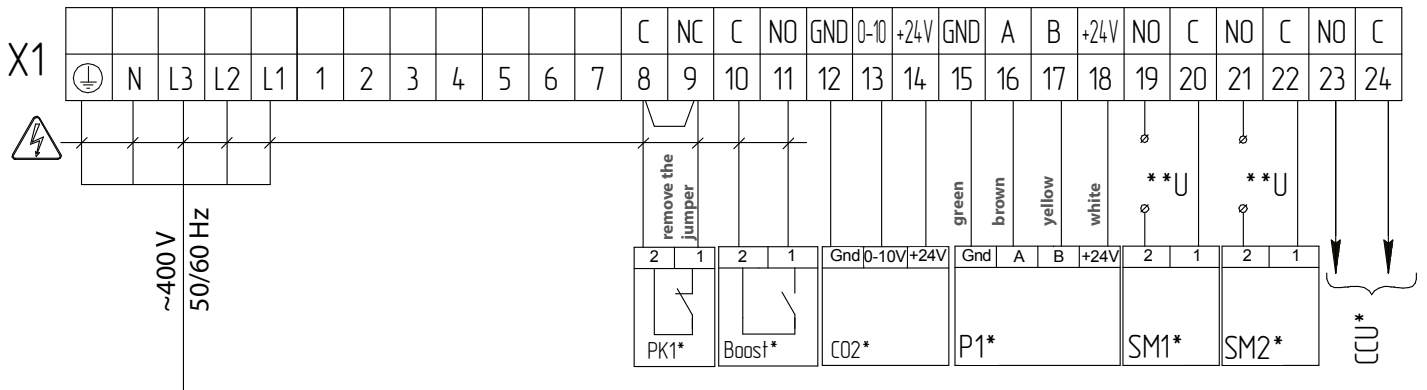 X1
C NC C NO GND 0-10 +24V GND A B +24V NO C NO C NO C
N L3 L2 L1 1 2 3 4 5 6 7 8 9 10 11 12 13 14 15 16 17 18 19 20 21 22 23 24
~400 V
50/60 Hz
remove the
jumper
green
brown
yellow
white
**U
**U
2 1
2 1
Gnd 0-10V +24V
Gnd A B +24V
2 1
2 1
PK1*
Boost*
CO2*
P1*
SM1*
SM2*
CCU*